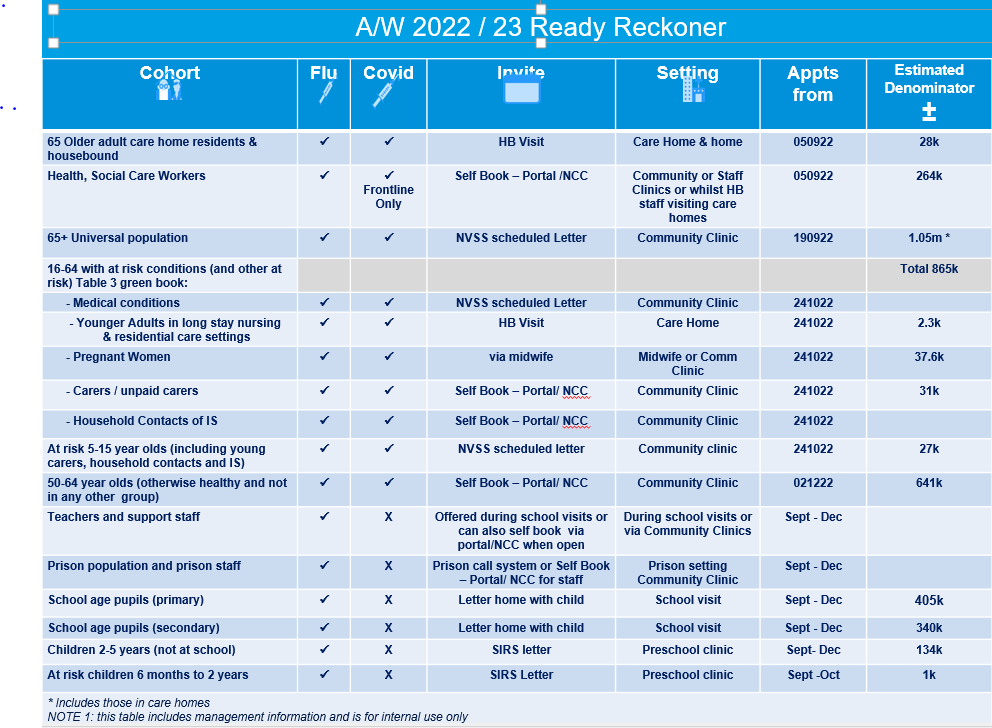 A/W 2022 / 23 Ready Reckoner
Cohort Flu Covid Invite Setting Appts from Estimated Denominator ±
65 Older adult care home residents & housebound ✓ ✓ HB Visit Care Home & home 050922 28k
Health, Social Care Workers ✓ ✓ Frontline Only Self Book – Portal /NCC Community or Staff Clinics or whilst HB staff visiting care homes 050922 264k
65+ Universal population ✓ ✓ NVSS scheduled Letter Community Clinic 190922 1.05m *
16-64 with at risk conditions (and other at risk) Table 3 green book: Total 865k
- Medical conditions ✓ ✓ NVSS scheduled Letter Community Clinic 241022
- Younger Adults in long stay nursing & residential care settings ✓ ✓ HB Visit Care Home 241022 2.3k
- Pregnant Women ✓ ✓ via midwife Midwife or Comm Clinic 241022 37.6k
- Carers / unpaid carers ✓ ✓ Self Book – Portal/ NCC Community Clinic 241022 31k
- Household Contacts of IS ✓ ✓ Self Book – Portal/ NCC Community Clinic 241022
At risk 5-15 year olds (including young carers, household contacts and IS) ✓ ✓ NVSS scheduled letter Community clinic 241022 27k
50-64 year olds (otherwise healthy and not in any other group) ✓ ✓ Self Book – Portal/ NCC Community Clinic 021222 641k
Teachers and support staff ✓ X Offered during school visits or can also self book via portal/NCC when open During school visits or via Community Clinics Sept - Dec
Prison population and prison staff ✓ X Prison call system or Self Book – Portal/ NCC for staff Prison setting Community Clinic Sept - Dec
School age pupils (primary) ✓ X Letter home with child School visit Sept - Dec 405k
School age pupils (secondary) ✓ X Letter home with child School visit Sept - Dec 340k
Children 2-5 years (not at school) ✓ X SIRS letter Preschool clinic Sept- Dec 134k
At risk children 6 months to 2 years ✓ X SIRS Letter Preschool clinic Sept -Oct 1k
* Includes those in care homes
NOTE 1: this table includes management information and is for internal use only